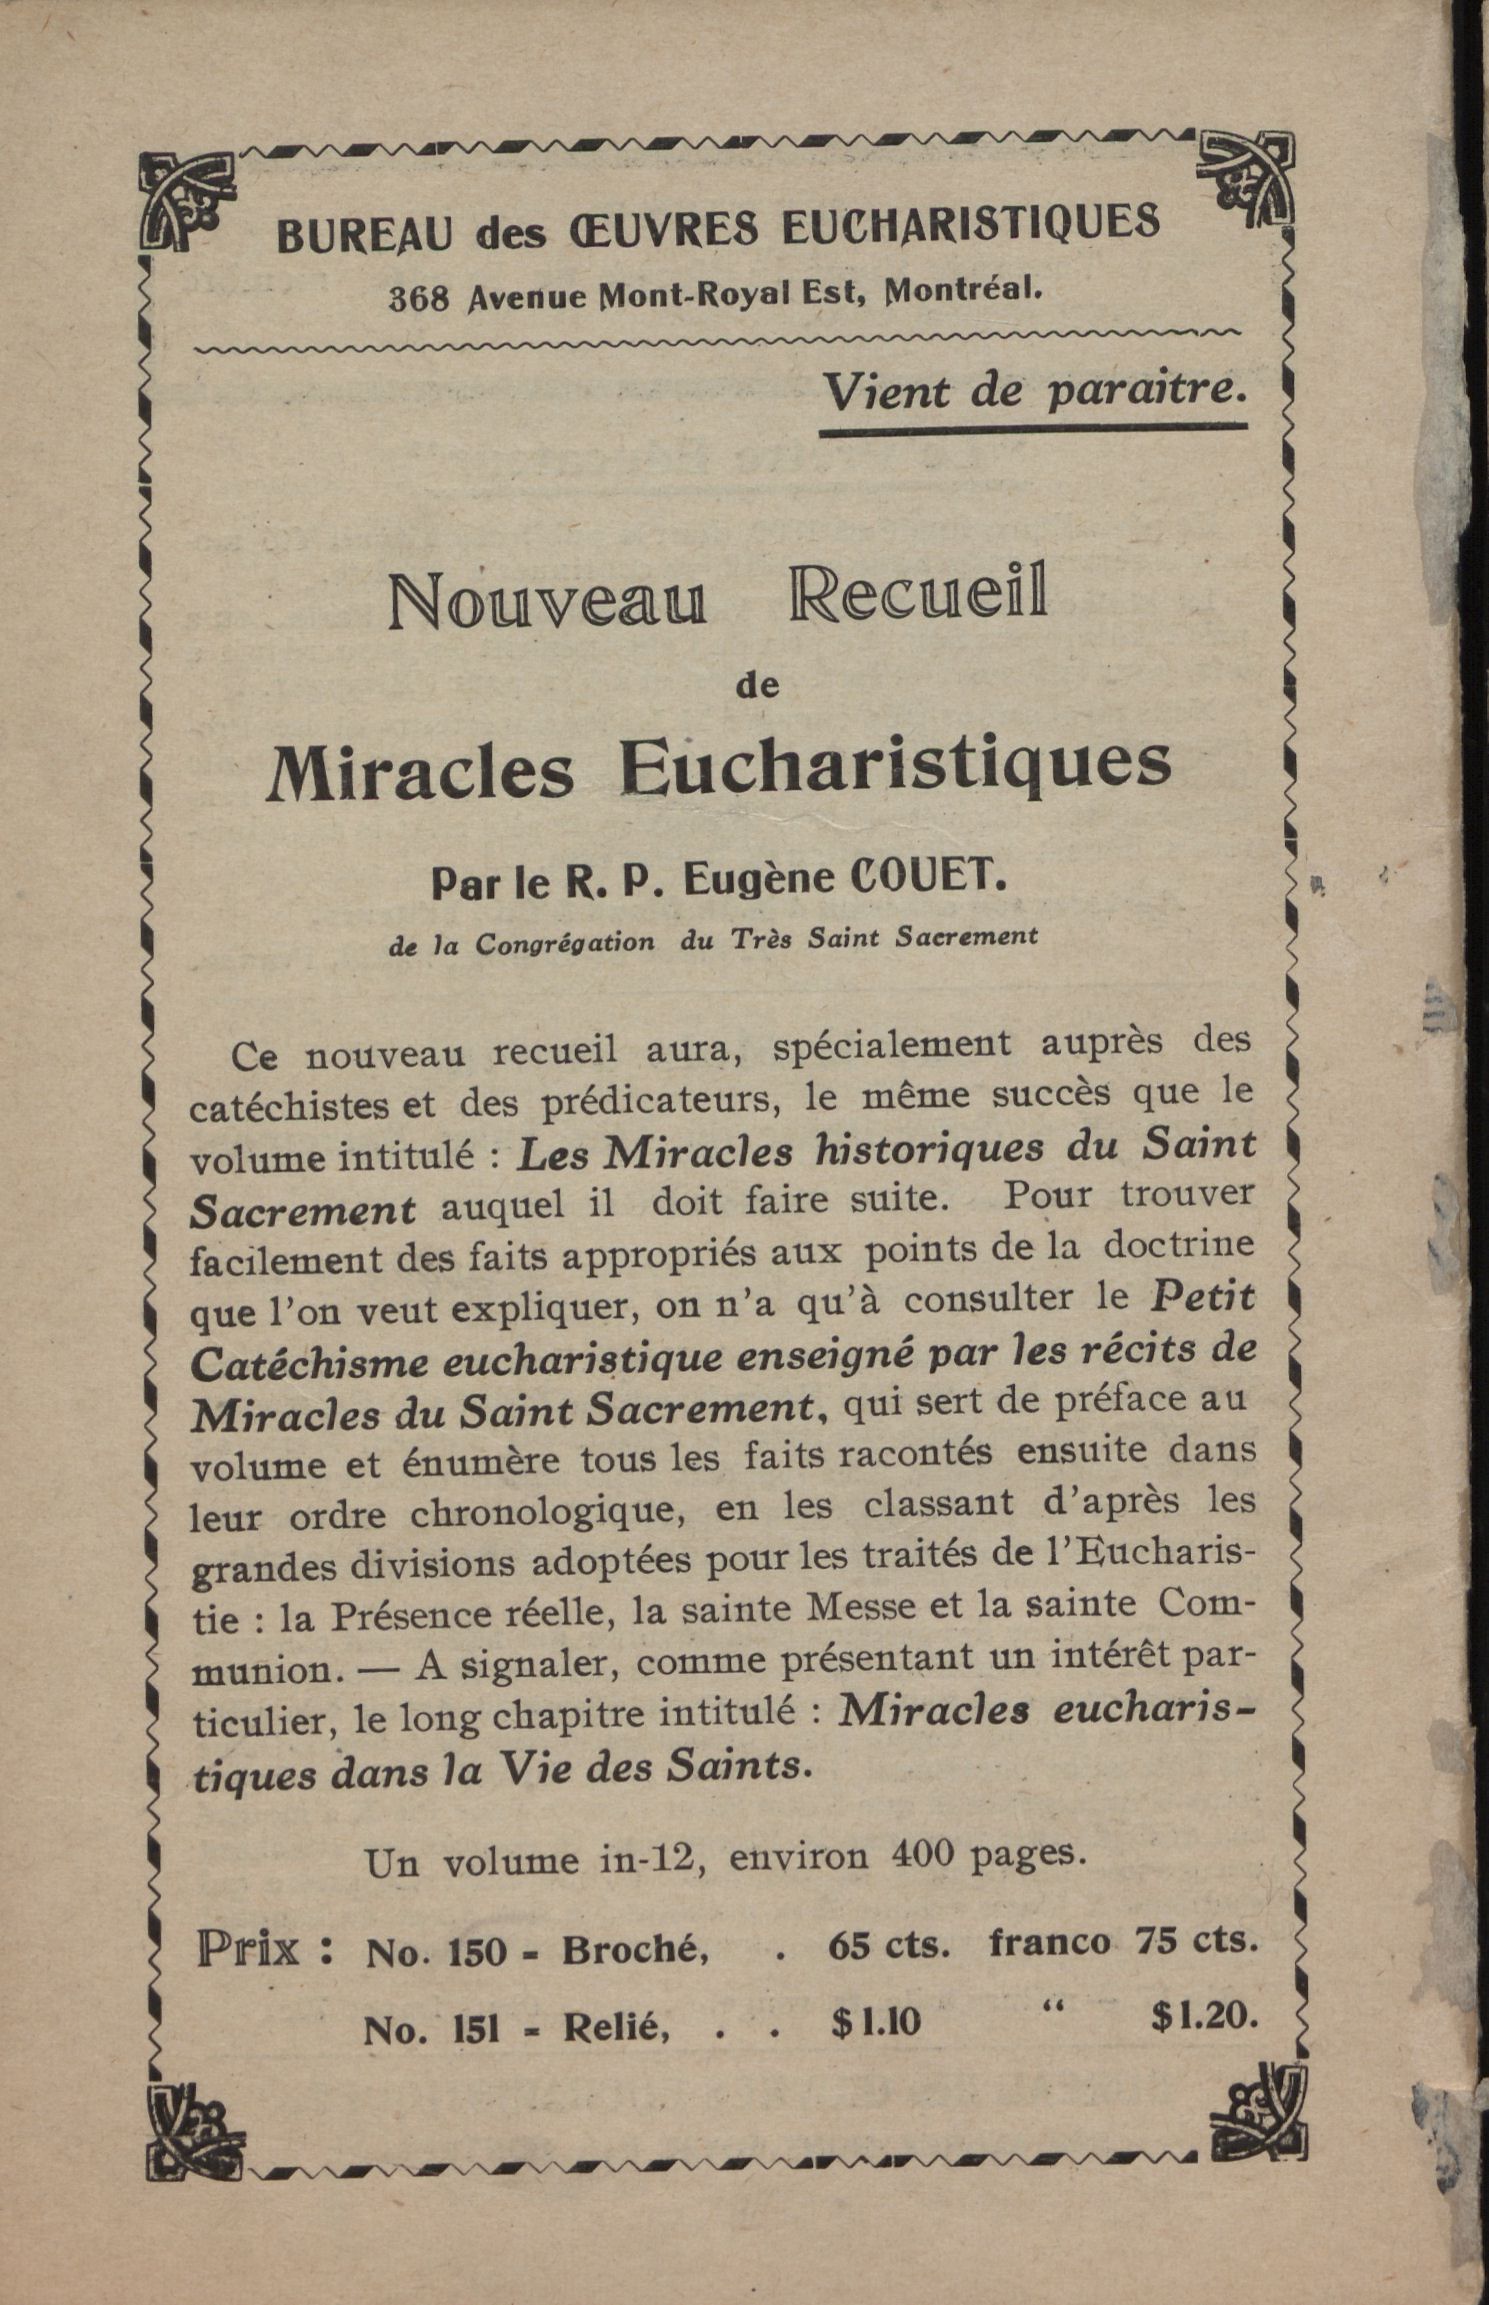 BUREAU des ŒUVRES EUCHARISTIQUES
368 Avenue Mont-Royal Est, Montréal.
Vient de paraitre.
Nouveau Recueil
de
Miracles Eucharistiques
Par le R. P. Eugène COUET.
de la Congrégation du Très Saint Sacrement
Ce nouveau recueil aura, spécialement auprès des
catéchistes et des prédicateurs, le même succès que le
volume intitulé : Les Miracles historiques du Saint
Sacrement auquel il doit faire suite. Pour trouver
facilement des faits appropriés aux points de la doctrine
que l'on veut expliquer, on n'a qu'à consulter le Petit
Catéchisme eucharistique enseigné par les récits de
Miracles du Saint Sacrement, qui sert de préface au
volume et énumère tous les faits racontés ensuite dans
leur ordre chronologique, en les classant d'après les
grandes divisions adoptées pour les traités de l'Eucharis-
tie : la Présence réelle, la sainte Messe et la sainte Com-
munion. — A signaler, comme présentant un intérêt par-
ticulier, le long chapitre intitulé : Miracles eucharis-
tiques dans la Vie des Saints.
Un volume in-12, environ 400 pages.
Prix : No. 150 - Broché, . 65 cts. franco 75 cts.
No. 151 - Relié, . . $1.10 “ $1.20.